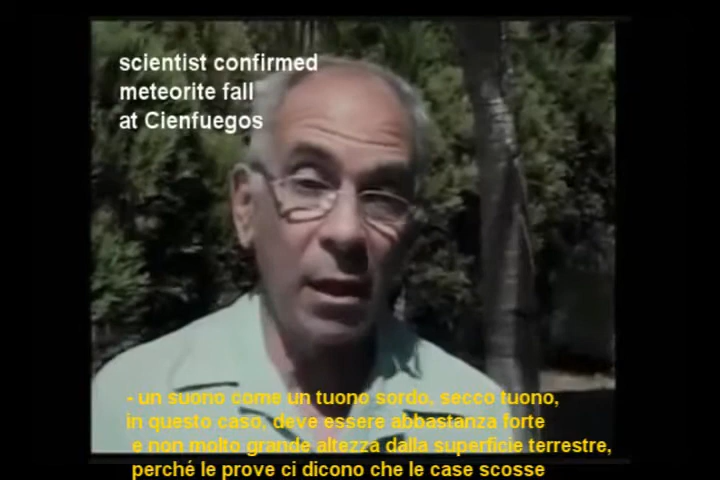 scientist confirmed
meteorite fall
at Cienfuegos
- un suono come un tuono sordo, secco tuono,
in questo caso, deve essere abbastanza forte
e non molto grande altezza dalla superficie terrestre,
perché le prove ci dicono che le case scosse